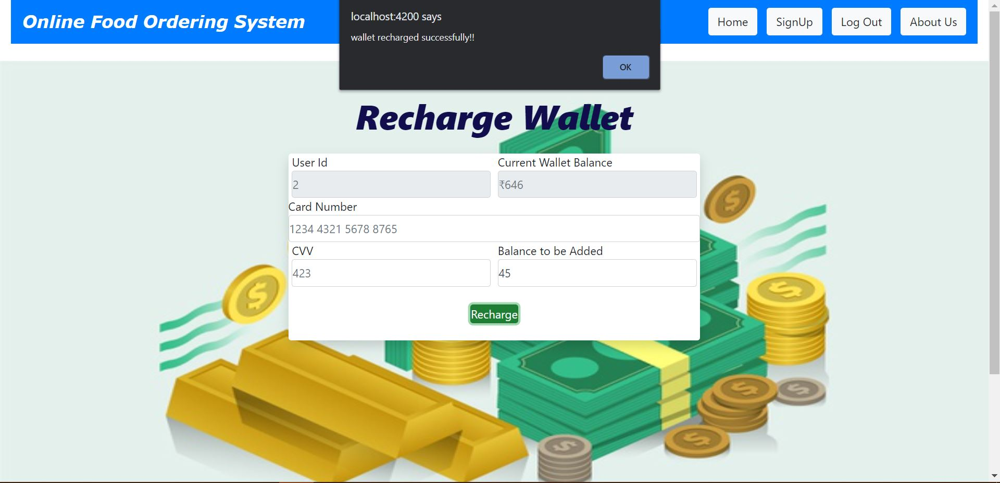 Online Food Ordering System
Home SignUp Log Out About Us
localhost:4200 says
wallet recharged successfully!!
OK
Recharge Wallet
User Id Current Wallet Balance
2 ₹646
Card Number
1234 4321 5678 8765
CVV Balance to be Added
423 45
Recharge